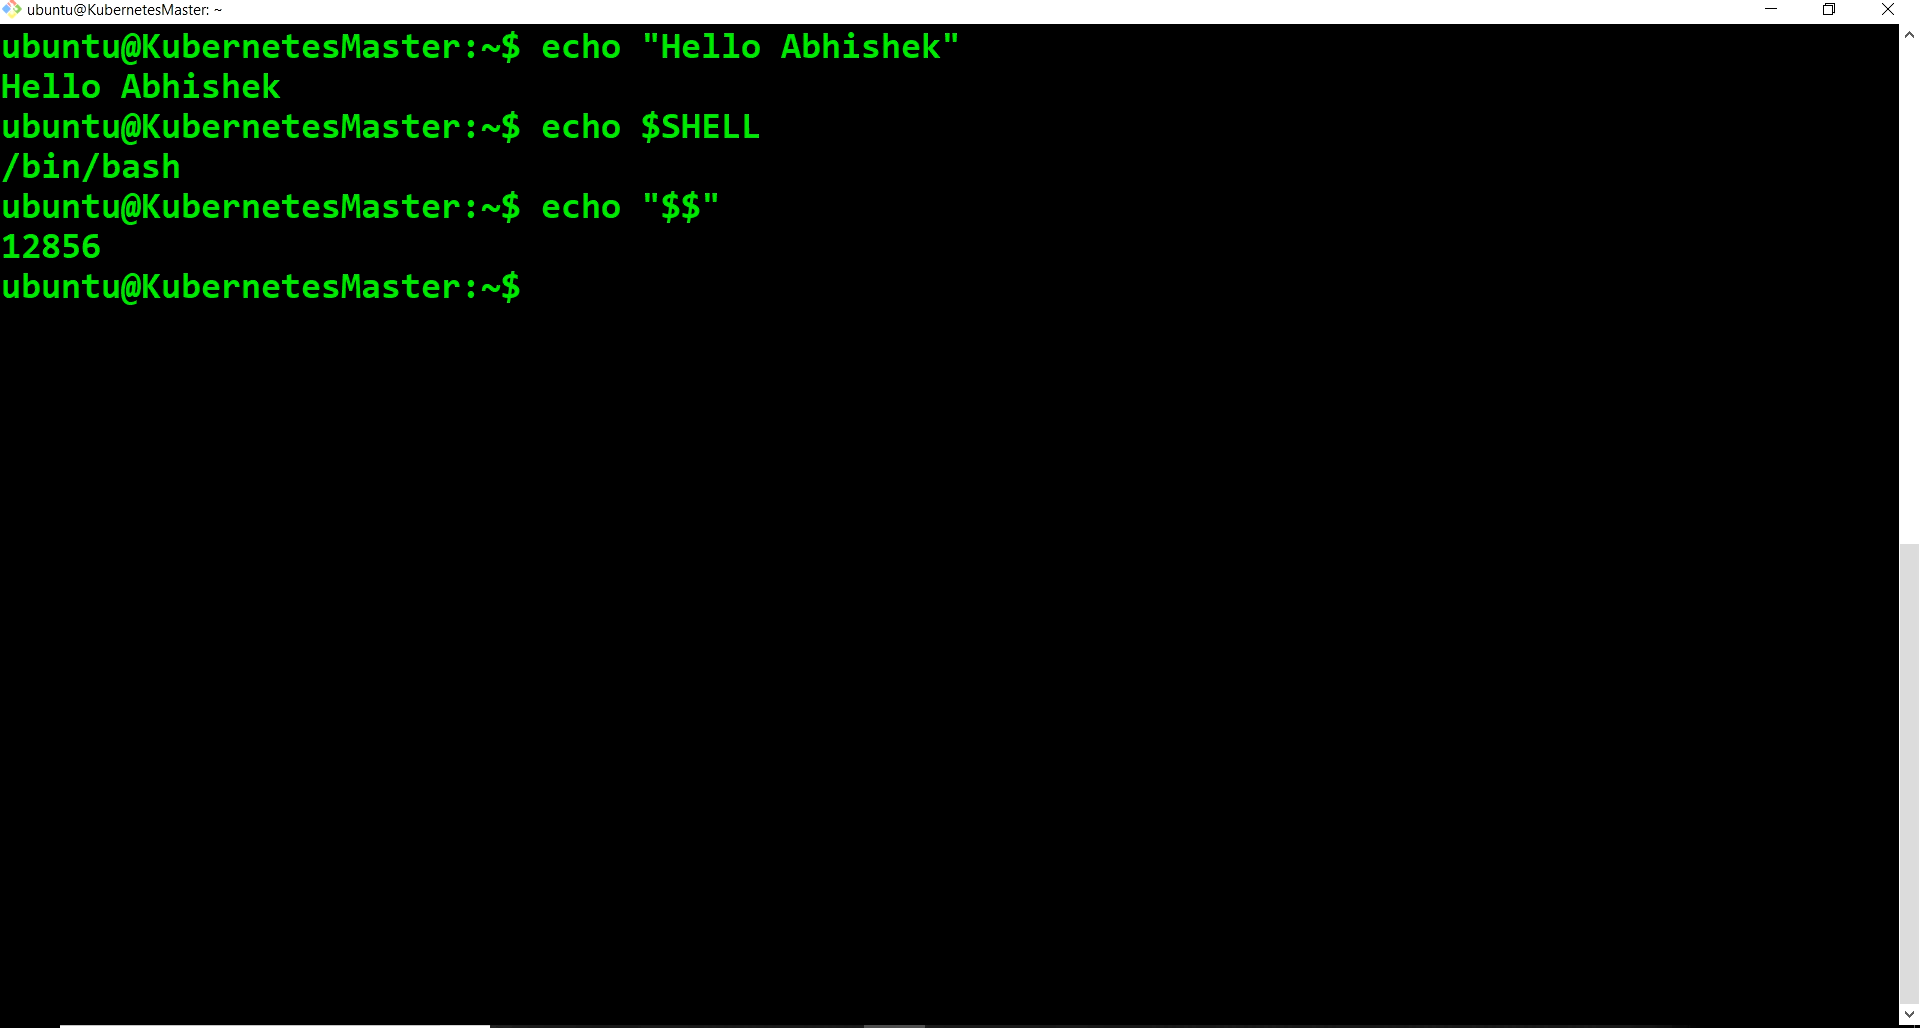 ubuntu@KubernetesMaster: ~
ubuntu@KubernetesMaster:~$ echo "Hello Abhishek"
Hello Abhishek
ubuntu@KubernetesMaster:~$ echo $SHELL
/bin/bash
ubuntu@KubernetesMaster:~$ echo "$$"
12856
ubuntu@KubernetesMaster:~$